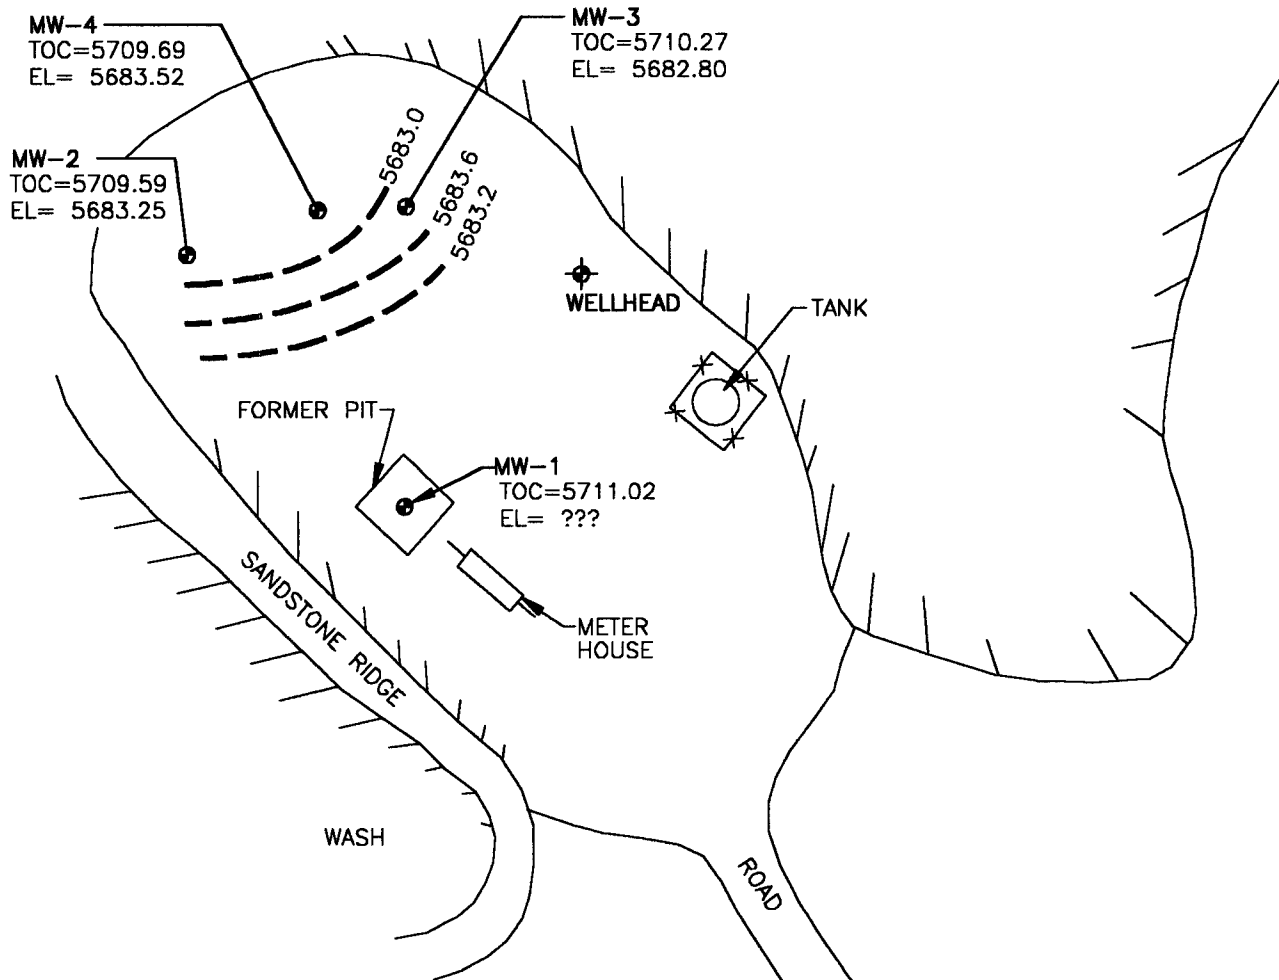 MW-4
TOC=5709.69
EL= 5683.52
MW-3
TOC=5710.27
EL= 5682.80
MW-2
TOC=5709.59
EL= 5683.25
5683.0
5683.6
5683.2
WELLHEAD
TANK
FORMER PIT
MW-1
TOC=5711.02
EL= ???
SANDSTONE RIDGE
METER
HOUSE
WASH
ROAD